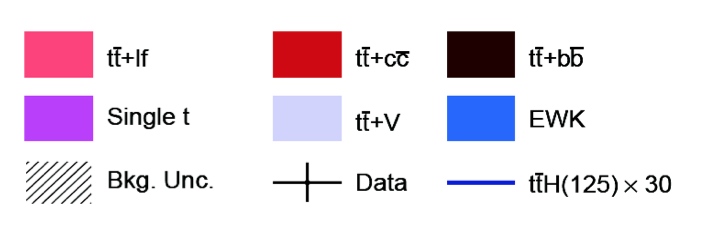 tt̄+lf tt̄+cc̄ tt̄+bb̄
Single t tt̄+V EWK
Bkg. Unc. Data tt̄H(125) × 30